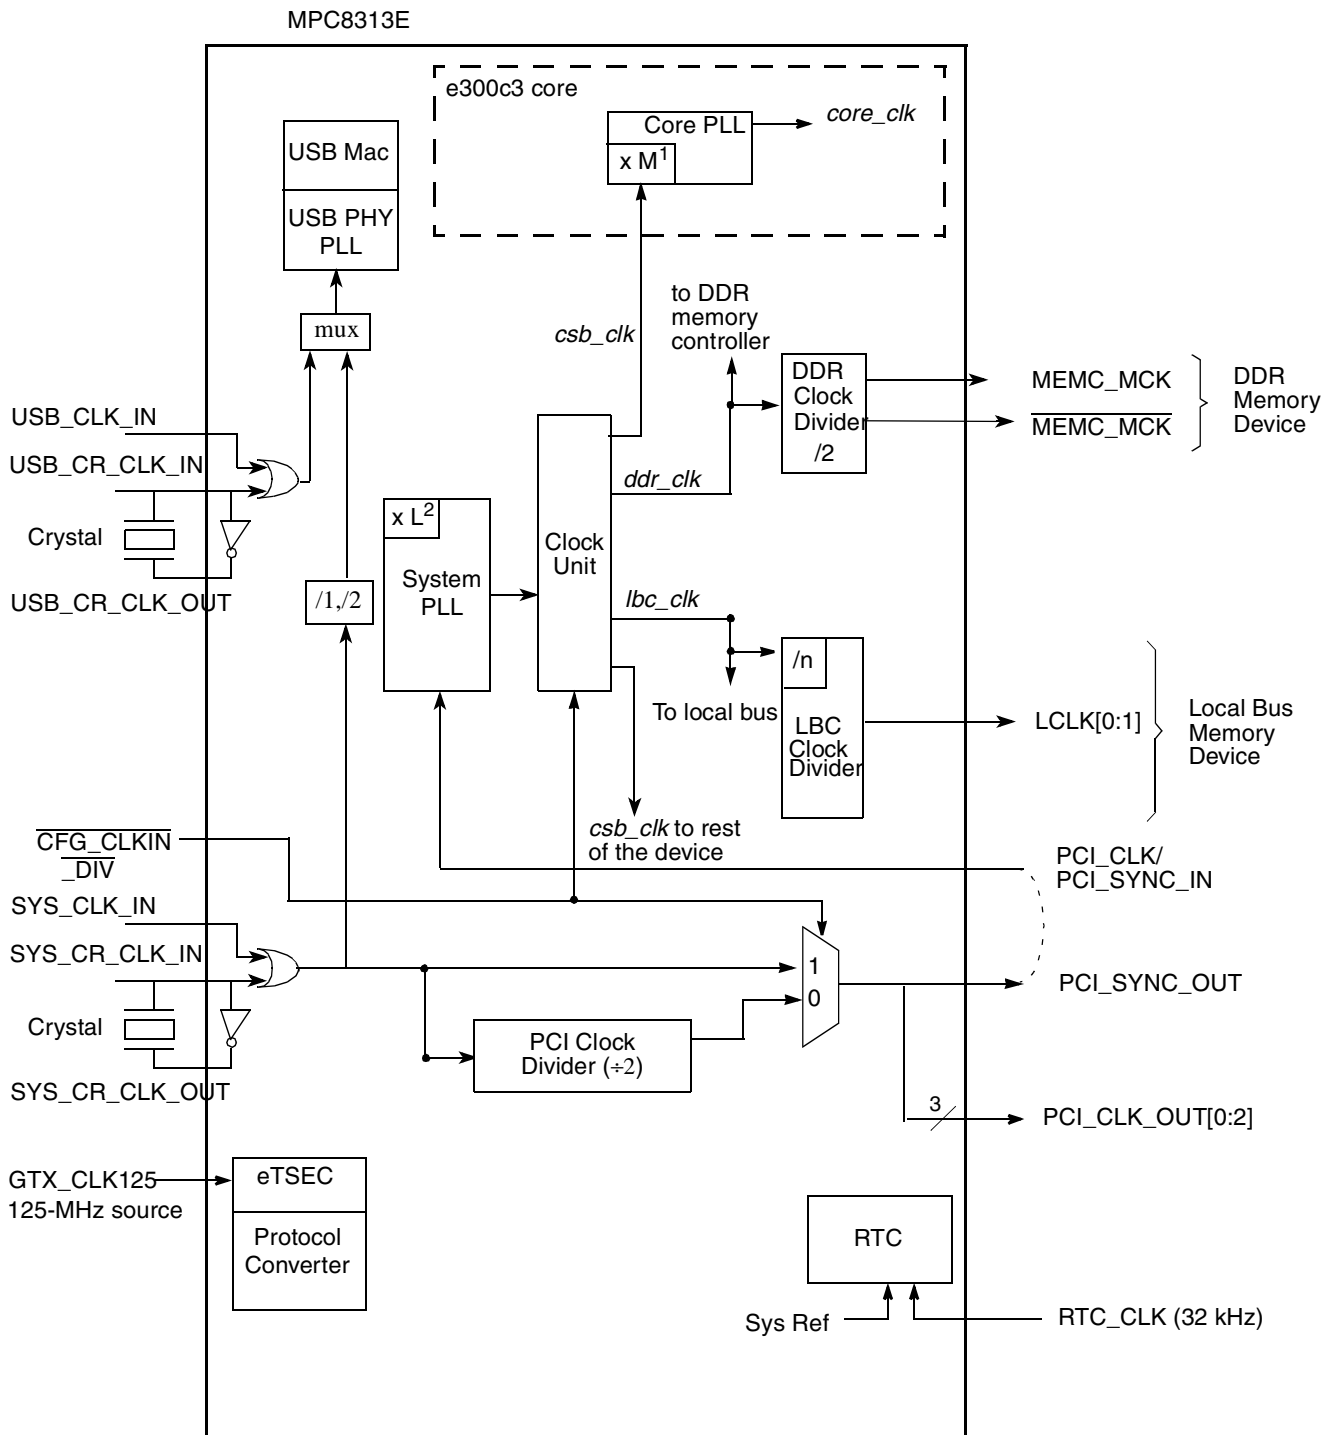 MPC8313E
e300c3 core
Core PLL
x M1
core_clk
USB Mac
USB PHY
PLL
mux
csb_clk
to DDR
memory
controller
DDR
Clock
Divider
/2
MEMC_MCK
MEMC_MCK
DDR
Memory
Device
USB_CLK_IN
USB_CR_CLK_IN
Crystal
USB_CR_CLK_OUT
/1,/2
x L2
System
PLL
Clock
Unit
ddr_clk
lbc_clk
/n
LBC
Clock
Divider
To local bus
LCLK[0:1]
Local Bus
Memory
Device
csb_clk to rest
of the device
CFG_CLKIN
_DIV
PCI_CLK/
PCI_SYNC_IN
SYS_CLK_IN
SYS_CR_CLK_IN
Crystal
SYS_CR_CLK_OUT
1
0
PCI Clock
Divider (÷2)
PCI_SYNC_OUT
3
PCI_CLK_OUT[0:2]
GTX_CLK125
125-MHz source
eTSEC
Protocol
Converter
RTC
Sys Ref
RTC_CLK (32 kHz)